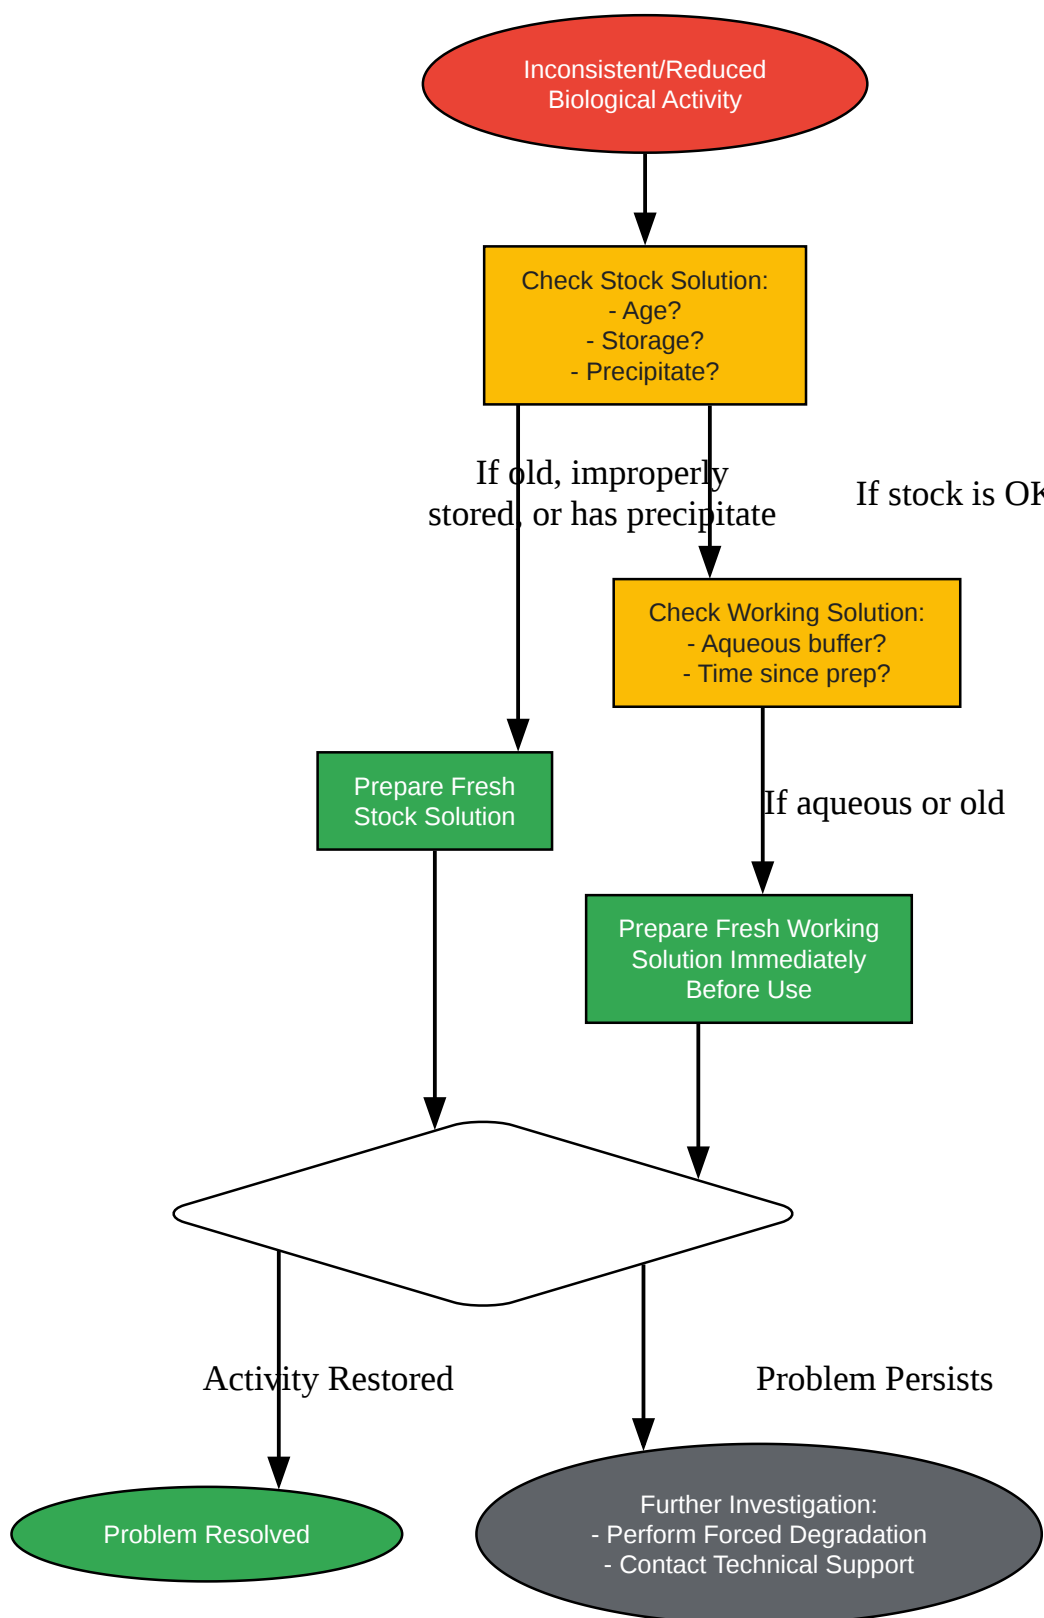 Inconsistent/Reduced
Biological Activity
Check Stock Solution:
- Age?
- Storage?
- Precipitate?
If old, improperly
stored, or has precipitate
If stock is OK
Check Working Solution:
- Aqueous buffer?
- Time since prep?
Prepare Fresh
Stock Solution
If aqueous or old
Prepare Fresh Working
Solution Immediately
Before Use
Activity Restored
Problem Persists
Problem Resolved
Further Investigation:
- Perform Forced Degradation
- Contact Technical Support